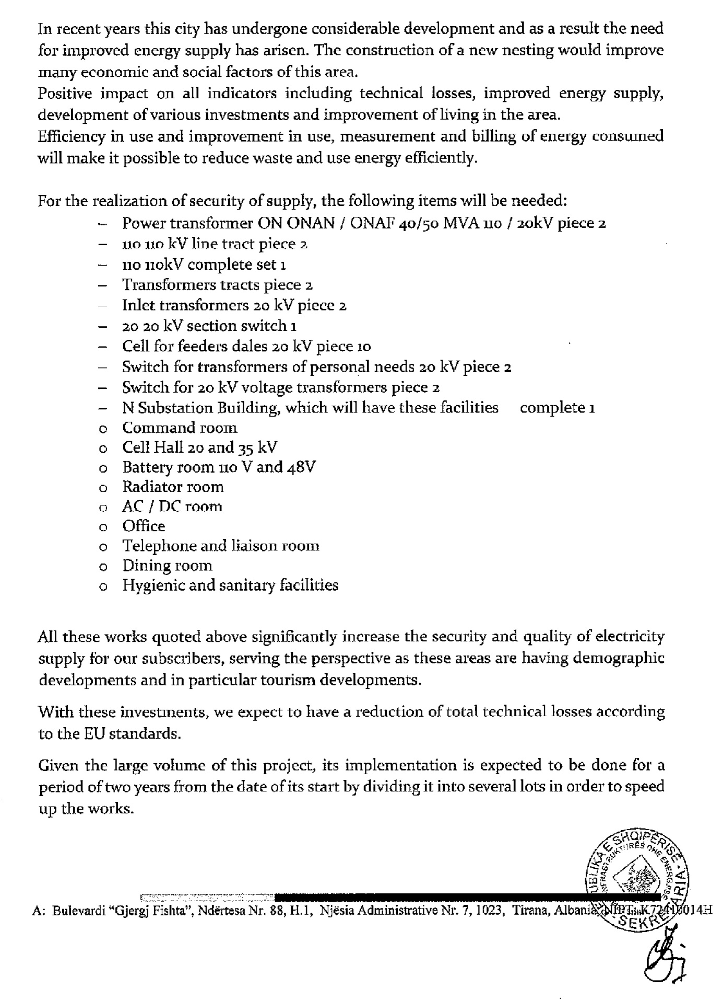 In recent years this city has undergone considerable development and as a result the need
for improved energy supply has arisen. The construction of a new nesting would improve
many economic and social factors of this area.
Positive impact on all indicators including technical losses, improved energy supply,
development of various investments and improvement of living in the area.
Efficiency in use and improvement in use, measurement and billing of energy consumed
will make it possible to reduce waste and use energy efficiently.
For the realization of security of supply, the following items will be needed:
– Power transformer ON ONAN / ONAF 40/50 MVA 110 / 20kV piece 2
– 110 110 kV line tract piece 2
– 110 110kV complete set 1
– Transformers tracts piece 2
– Inlet transformers 20 kV piece 2
– 20 20 kV section switch 1
– Cell for feeders dales 20 kV piece 10
– Switch for transformers of personal needs 20 kV piece 2
– Switch for 20 kV voltage transformers piece 2
– N Substation Building, which will have these facilities complete 1
o Command room
o Cell Hall 20 and 35 kV
o Battery room 110 V and 48V
o Radiator room
o AC / DC room
o Office
o Telephone and liaison room
o Dining room
o Hygienic and sanitary facilities
All these works quoted above significantly increase the security and quality of electricity
supply for our subscribers, serving the perspective as these areas are having demographic
developments and in particular tourism developments.
With these investments, we expect to have a reduction of total technical losses according
to the EU standards.
Given the large volume of this project, its implementation is expected to be done for a
period of two years from the date of its start by dividing it into several lots in order to speed
up the works.
UBLIKA E SHQIPËRISË
INFRASTRUKTURËS DHE ENERGJISË
A: Bulevardi “Gjergj Fishta”, Ndërtesa Nr. 88, H.1, Njësia Administrative Nr. 7, 1023, Tirana, Albania,
SEKRETARIA